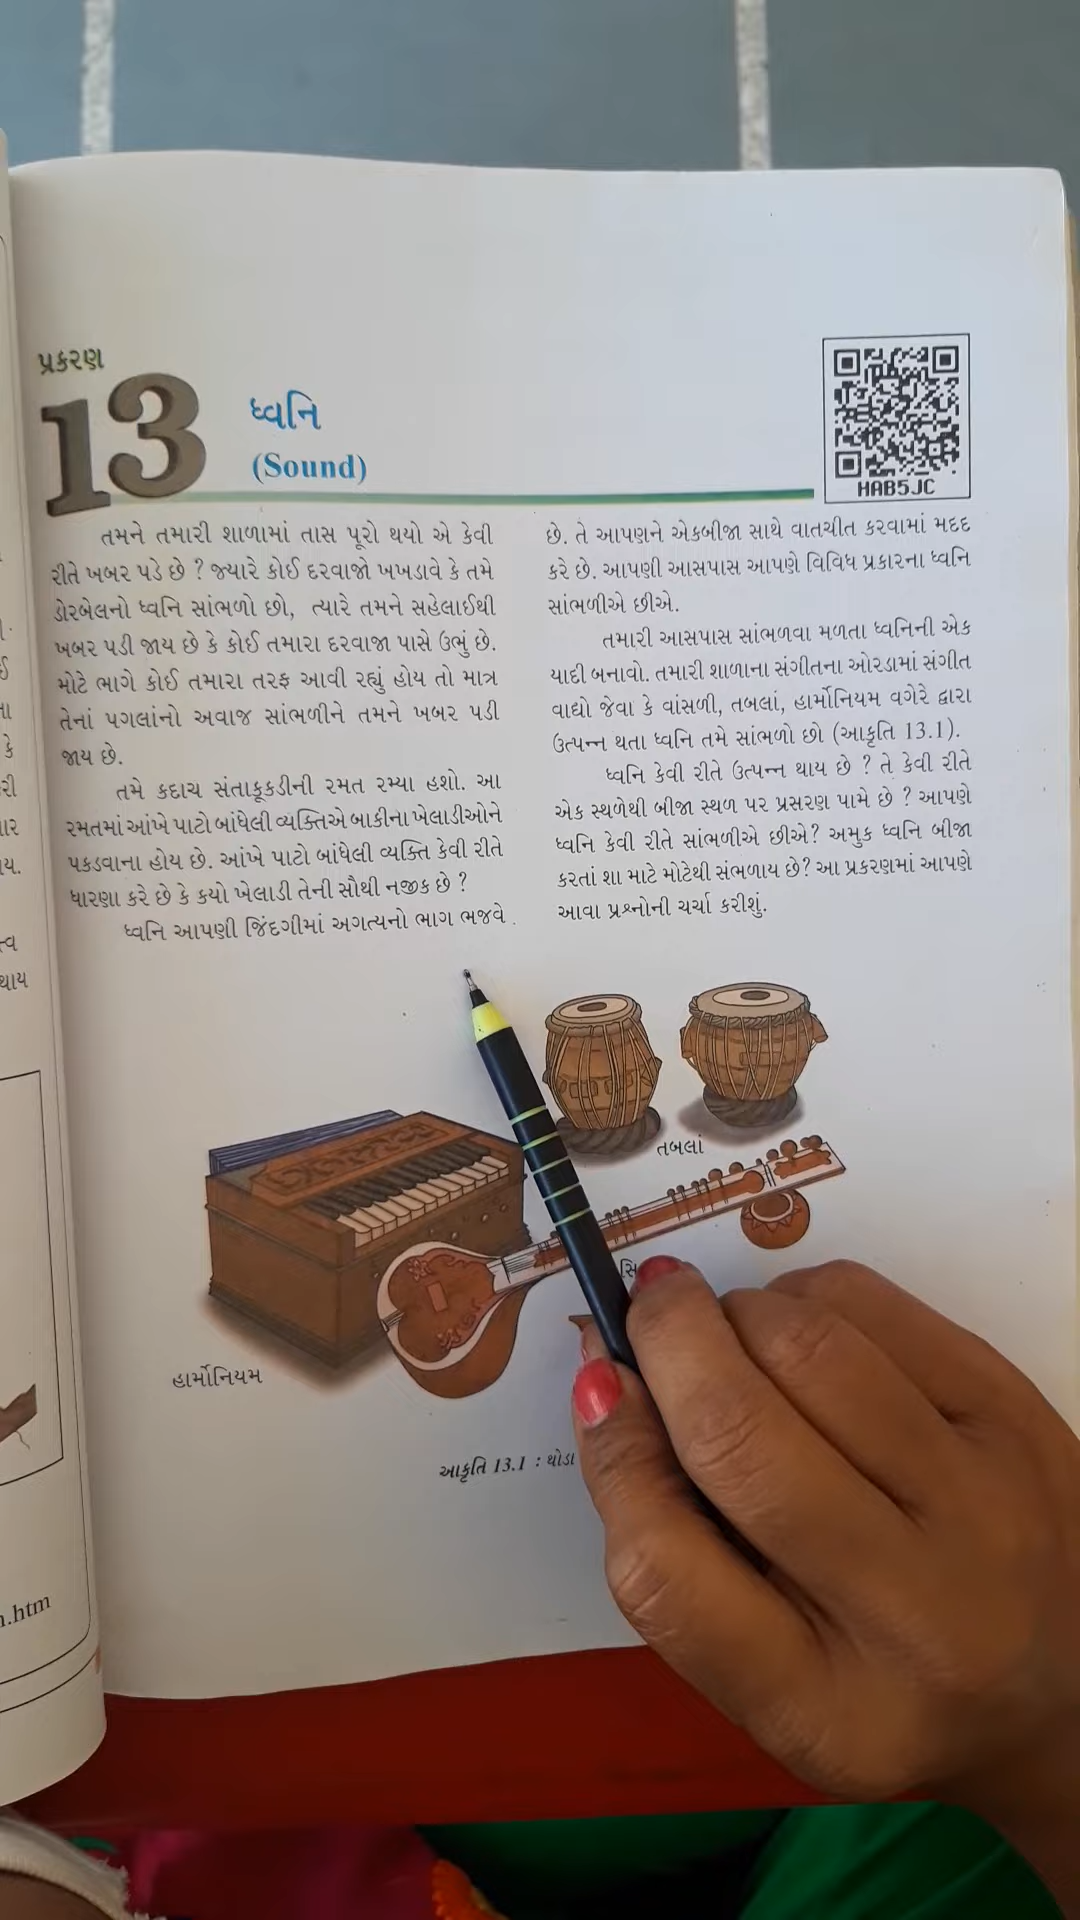 પ્રકરણ
13
ધ્વનિ
(Sound)
HAB5JC
તમને તમારી શાળામાં તાસ પૂરો થયો એ કેવી
રીતે ખબર પડે છે ? જ્યારે કોઈ દરવાજો ખખડાવે કે તમે
ડોરબેલનો ધ્વનિ સાંભળો છો, ત્યારે તમને સહેલાઈથી
ખબર પડી જાય છે કે કોઈ તમારા દરવાજા પાસે ઉભું છે.
મોટે ભાગે કોઈ તમારા તરફ આવી રહ્યું હોય તો માત્ર
તેનાં પગલાંનો અવાજ સાંભળીને તમને ખબર પડી
જાય છે.
તમે કદાચ સંતાકૂકડીની રમત રમ્યા હશો. આ
રમતમાં આંખે પાટો બાંધેલી વ્યક્તિએ બાકીના ખેલાડીઓને
પકડવાના હોય છે. આંખે પાટો બાંધેલી વ્યક્તિ કેવી રીતે
ધારણા કરે છે કે કયો ખેલાડી તેની સૌથી નજીક છે ?
ધ્વનિ આપણી જિંદગીમાં અગત્યનો ભાગ ભજવે
છે. તે આપણને એકબીજા સાથે વાતચીત કરવામાં મદદ
કરે છે. આપણી આસપાસ આપણે વિવિધ પ્રકારના ધ્વનિ
સાંભળીએ છીએ.
તમારી આસપાસ સાંભળવા મળતા ધ્વનિની એક
યાદી બનાવો. તમારી શાળાના સંગીતના ઓરડામાં સંગીત
વાદ્યો જેવા કે વાંસળી, તબલાં, હાર્મોનિયમ વગેરે દ્વારા
ઉત્પન્ન થતા ધ્વનિ તમે સાંભળો છો (આકૃતિ 13.1).
ધ્વનિ કેવી રીતે ઉત્પન્ન થાય છે ? તે કેવી રીતે
એક સ્થળેથી બીજા સ્થળ પર પ્રસરણ પામે છે ? આપણે
ધ્વનિ કેવી રીતે સાંભળીએ છીએ? અમુક ધ્વનિ બીજા
કરતાં શા માટે મોટેથી સંભળાય છે? આ પ્રકરણમાં આપણે
આવા પ્રશ્નોની ચર્ચા કરીશું.
તબલાં
સિ
હાર્મોનિયમ
આકૃતિ 13.1 : થોડા
.htm